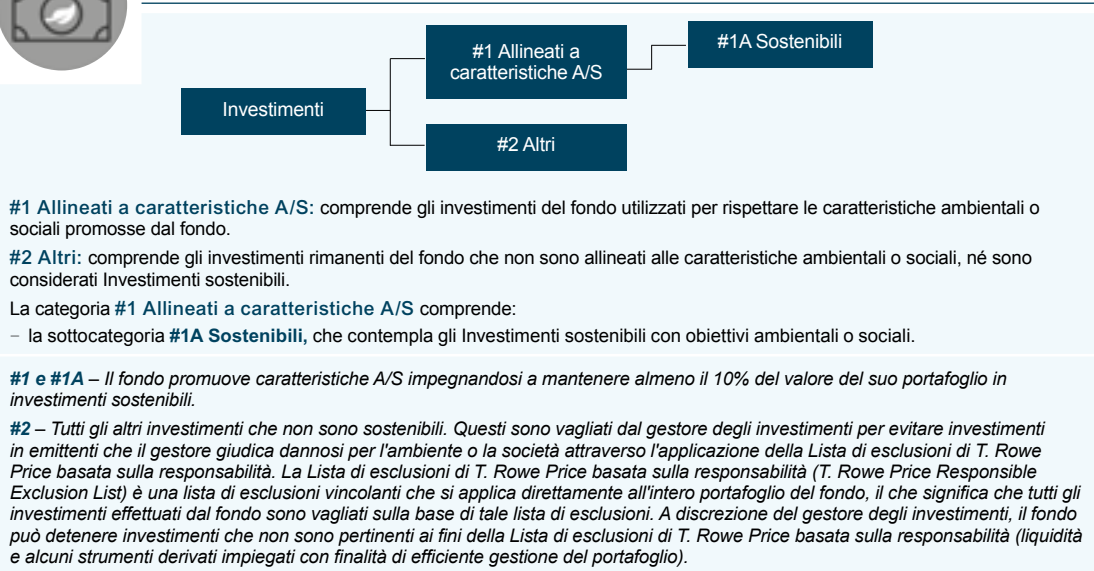 #1A Sostenibili
#1 Allineati a
caratteristiche A/S
Investimenti
#2 Altri
#1 Allineati a caratteristiche A/S: comprende gli investimenti del fondo utilizzati per rispettare le caratteristiche ambientali o
sociali promosse dal fondo.
#2 Altri: comprende gli investimenti rimanenti del fondo che non sono allineati alle caratteristiche ambientali o sociali, né sono
considerati Investimenti sostenibili.
La categoria #1 Allineati a caratteristiche A/S comprende:
– la sottocategoria #1A Sostenibili, che contempla gli Investimenti sostenibili con obiettivi ambientali o sociali.
#1 e #1A – Il fondo promuove caratteristiche A/S impegnandosi a mantenere almeno il 10% del valore del suo portafoglio in
investimenti sostenibili.
#2 – Tutti gli altri investimenti che non sono sostenibili. Questi sono vagliati dal gestore degli investimenti per evitare investimenti
in emittenti che il gestore giudica dannosi per l'ambiente o la società attraverso l'applicazione della Lista di esclusioni di T. Rowe
Price basata sulla responsabilità. La Lista di esclusioni di T. Rowe Price basata sulla responsabilità (T. Rowe Price Responsible
Exclusion List) è una lista di esclusioni vincolanti che si applica direttamente all'intero portafoglio del fondo, il che significa che tutti gli
investimenti effettuati dal fondo sono vagliati sulla base di tale lista di esclusioni. A discrezione del gestore degli investimenti, il fondo
può detenere investimenti che non sono pertinenti ai fini della Lista di esclusioni di T. Rowe Price basata sulla responsabilità (liquidità
e alcuni strumenti derivati impiegati con finalità di efficiente gestione del portafoglio).